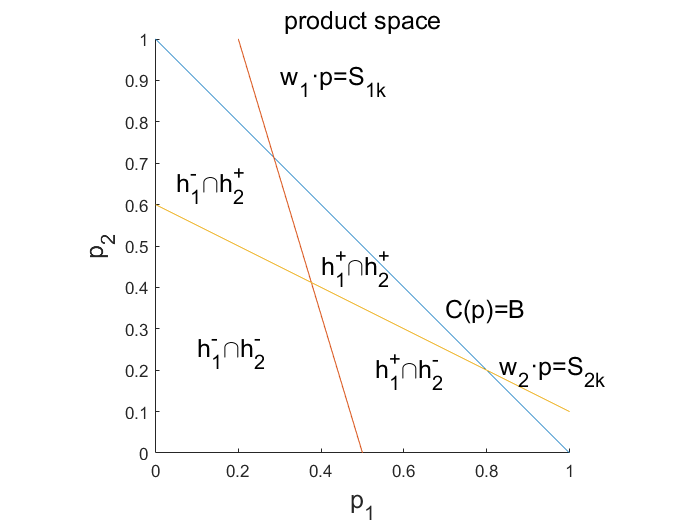 product space
1
0.9
0.8
0.7
0.6
0.5
0.4
0.3
0.2
0.1
0
p₂
w₁·p=S₁ₖ
h₁⁻∩h₂⁺
h₁⁺∩h₂⁺
C(p)=B
h₁⁻∩h₂⁻
h₁⁺∩h₂⁻
w₂·p=S₂ₖ
0 0.2 0.4 0.6 0.8 1
p₁